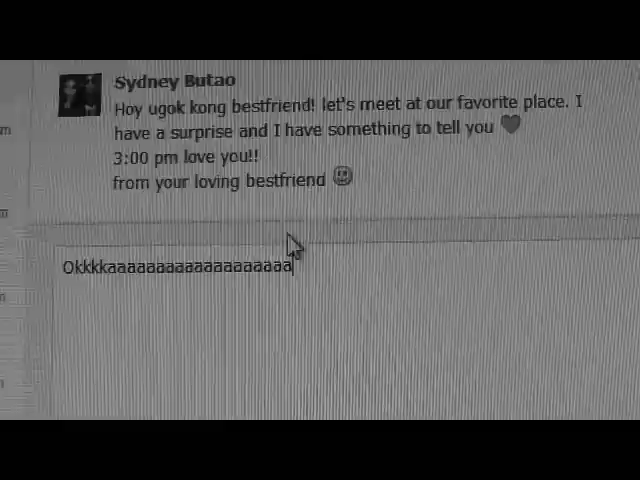 Sydney Butao
Hoy ugok kong bestfriend! let's meet at our favorite place. I
have a surprise and I have something to tell you ♥
3:00 pm love you!!
from your loving bestfriend 🙂
Okkkkaaaaaaaaaaaaaaaaaaa